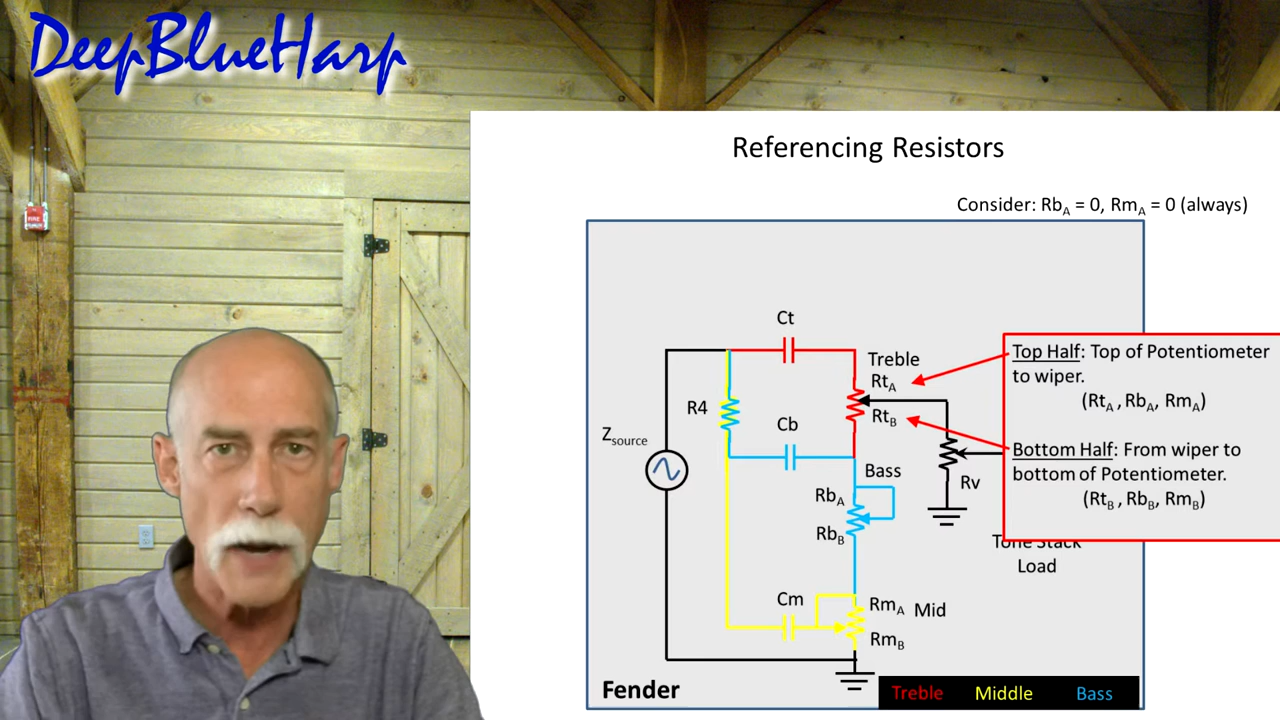 DeepBlueHarp
Referencing Resistors
Consider: RbA = 0, RmA = 0 (always)
Ct
Treble
RtA
RtB
R4
Cb
Zsource
Bass
RbA
RbB
Rv
Top Half: Top of Potentiometer
to wiper.
(RtA , RbA, RmA)
Bottom Half: From wiper to
bottom of Potentiometer.
(RtB , RbB, RmB)
Tone Stack
Load
Cm
RmA Mid
RmB
Fender
Treble Middle Bass
FIRE